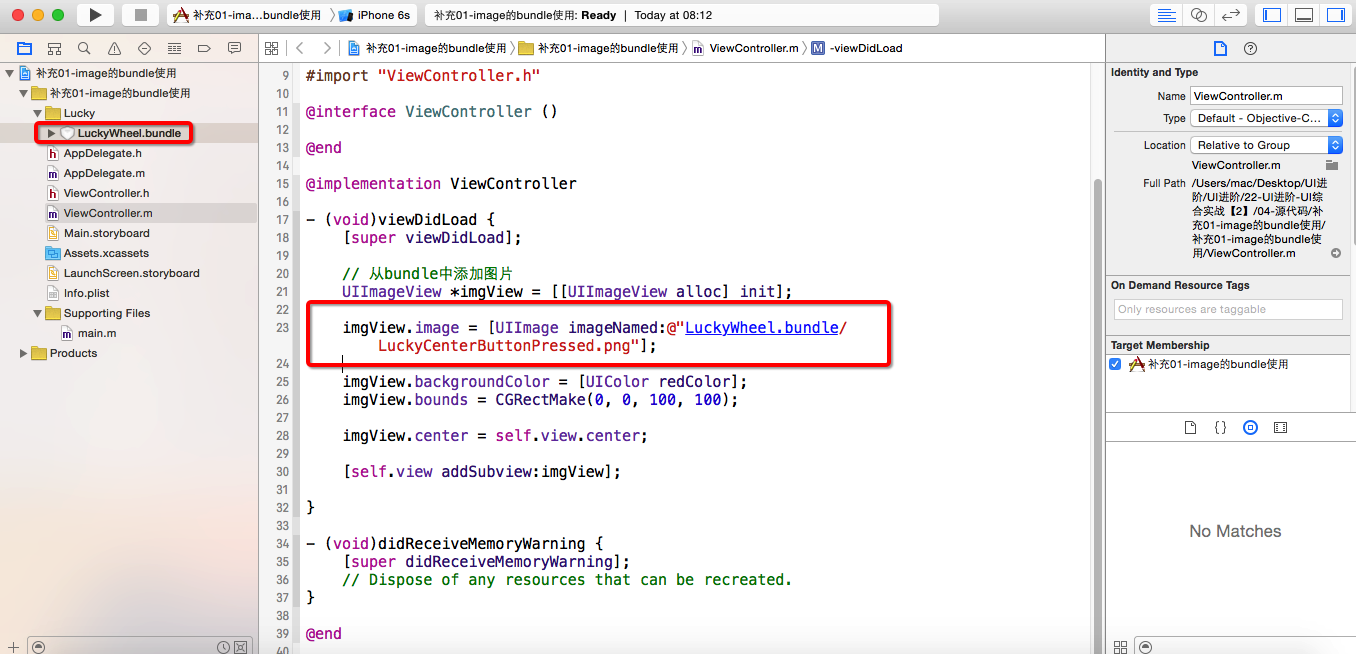 补充01-ima…bundle使用
iPhone 6s
补充01-image的bundle使用: Ready | Today at 08:12
补充01-image的bundle使用
补充01-image的bundle使用
Lucky
LuckyWheel.bundle
AppDelegate.h
AppDelegate.m
ViewController.h
ViewController.m
Main.storyboard
Assets.xcassets
LaunchScreen.storyboard
Info.plist
Supporting Files
main.m
Products
补充01-image的bundle使用 补充01-image的bundle使用 ViewController.m -viewDidLoad
9 #import "ViewController.h"
10
11 @interface ViewController ()
12
13 @end
14
15 @implementation ViewController
16
17 - (void)viewDidLoad {
18 [super viewDidLoad];
19
20 // 从bundle中添加图片
21 UIImageView *imgView = [[UIImageView alloc] init];
22
23 imgView.image = [UIImage imageNamed:@"LuckyWheel.bundle/
LuckyCenterButtonPressed.png"];
24
25 imgView.backgroundColor = [UIColor redColor];
26 imgView.bounds = CGRectMake(0, 0, 100, 100);
27
28 imgView.center = self.view.center;
29
30 [self.view addSubview:imgView];
31
32 }
33
34 - (void)didReceiveMemoryWarning {
35 [super didReceiveMemoryWarning];
36 // Dispose of any resources that can be recreated.
37 }
38
39 @end
40
Identity and Type
Name ViewController.m
Type Default - Objective-C...
Location Relative to Group
ViewController.m
Full Path /Users/mac/Desktop/UI进
阶/UI进阶/22-UI进阶-UI综
合实战【2】/04-源代码/补
充01-image的bundle使用/
补充01-image的bundle使
用/ViewController.m
On Demand Resource Tags
Only resources are taggable
Target Membership
补充01-image的bundle使用
No Matches